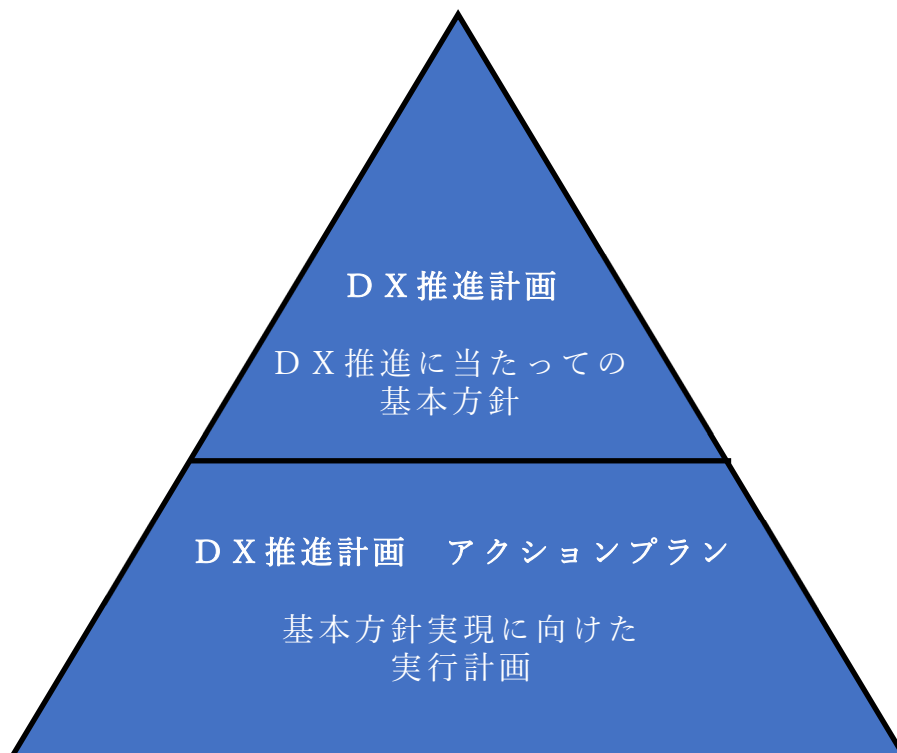 ＤＸ推進計画
ＤＸ推進に当たっての
基本方針
ＤＸ推進計画　アクションプラン
基本方針実現に向けた
実行計画